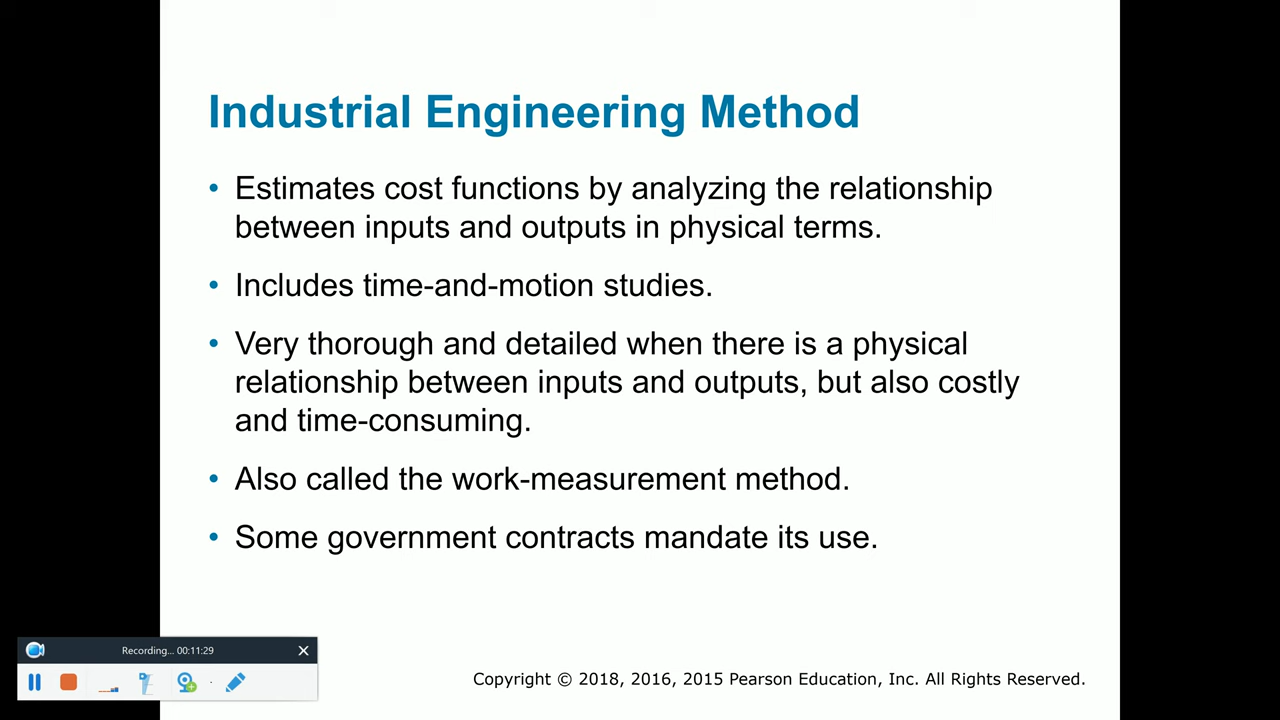 Industrial Engineering Method
• Estimates cost functions by analyzing the relationship
between inputs and outputs in physical terms.
• Includes time-and-motion studies.
• Very thorough and detailed when there is a physical
relationship between inputs and outputs, but also costly
and time-consuming.
• Also called the work-measurement method.
• Some government contracts mandate its use.
Recording... 00:11:29
Copyright © 2018, 2016, 2015 Pearson Education, Inc. All Rights Reserved.